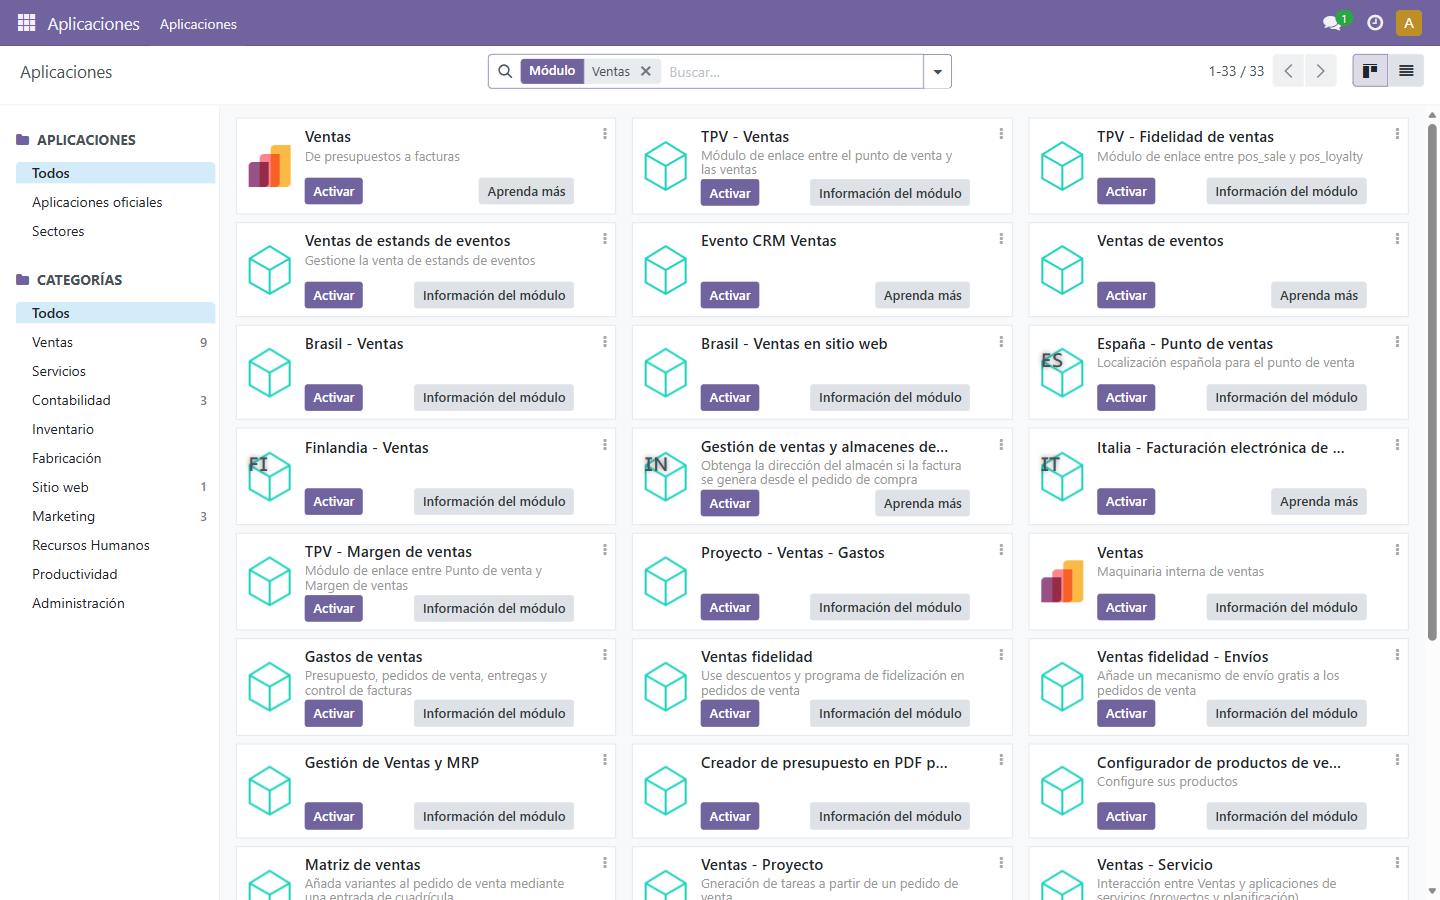 Aplicaciones Aplicaciones 1 A
Aplicaciones Módulo Ventas Buscar... 1-33 / 33
APLICACIONES
Todos
Aplicaciones oficiales
Sectores
CATEGORÍAS
Todos
Ventas 9
Servicios
Contabilidad 3
Inventario
Fabricación
Sitio web 1
Marketing 3
Recursos Humanos
Productividad
Administración
Ventas
De presupuestos a facturas
Activar Aprenda más
TPV - Ventas
Módulo de enlace entre el punto de venta y
las ventas
Activar Información del módulo
TPV - Fidelidad de ventas
Módulo de enlace entre pos_sale y pos_loyalty
Activar Información del módulo
Ventas de estands de eventos
Gestione la venta de estands de eventos
Activar Información del módulo
Evento CRM Ventas
Activar Aprenda más
Ventas de eventos
Activar Aprenda más
Brasil - Ventas
Activar Información del módulo
Brasil - Ventas en sitio web
Activar Información del módulo
ES
España - Punto de ventas
Localización española para el punto de venta
Activar Información del módulo
FI
Finlandia - Ventas
Activar Información del módulo
IN
Gestión de ventas y almacenes de...
Obtenga la dirección del almacén si la factura
se genera desde el pedido de compra
Activar Aprenda más
IT
Italia - Facturación electrónica de ...
Activar Aprenda más
TPV - Margen de ventas
Módulo de enlace entre Punto de venta y
Margen de ventas
Activar Información del módulo
Proyecto - Ventas - Gastos
Activar Información del módulo
Ventas
Maquinaria interna de ventas
Activar Información del módulo
Gastos de ventas
Presupuesto, pedidos de venta, entregas y
control de facturas
Activar Información del módulo
Ventas fidelidad
Use descuentos y programa de fidelización en
pedidos de venta
Activar Información del módulo
Ventas fidelidad - Envíos
Añade un mecanismo de envío gratis a los
pedidos de venta
Activar Información del módulo
Gestión de Ventas y MRP
Activar Información del módulo
Creador de presupuesto en PDF p...
Activar Información del módulo
Configurador de productos de ve...
Configure sus productos
Activar Información del módulo
Matriz de ventas
Añada variantes al pedido de venta mediante
una entrada de cuadrícula
Ventas - Proyecto
Gneración de tareas a partir de un pedido de
venta
Ventas - Servicio
Interacción entre Ventas y aplicaciones de
servicios (proyectos y planificación)